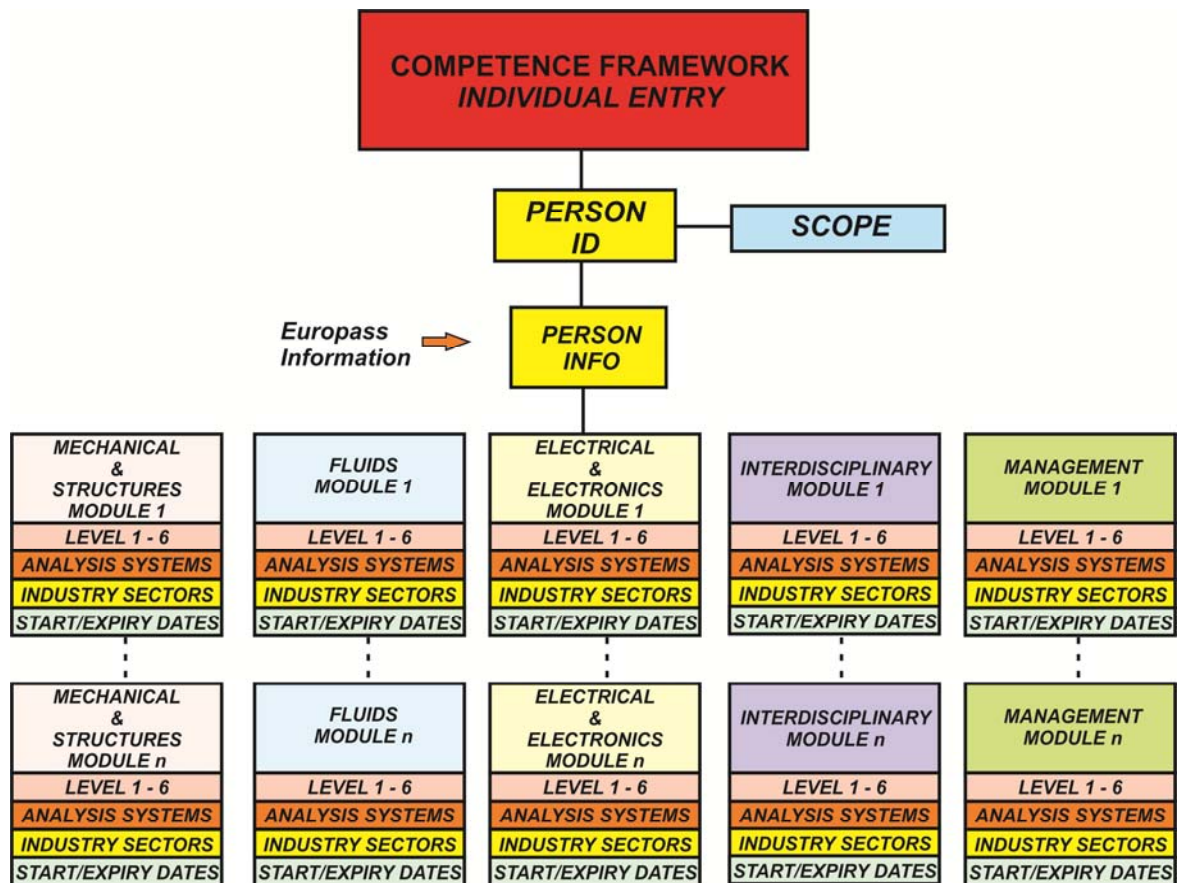 COMPETENCE FRAMEWORK
INDIVIDUAL ENTRY
PERSON
ID
SCOPE
Europass
Information
PERSON
INFO
MECHANICAL
&
STRUCTURES
MODULE 1
LEVEL 1 - 6
ANALYSIS SYSTEMS
INDUSTRY SECTORS
START/EXPIRY DATES
FLUIDS
MODULE 1
LEVEL 1 - 6
ANALYSIS SYSTEMS
INDUSTRY SECTORS
START/EXPIRY DATES
ELECTRICAL
&
ELECTRONICS
MODULE 1
LEVEL 1 - 6
ANALYSIS SYSTEMS
INDUSTRY SECTORS
START/EXPIRY DATES
INTERDISCIPLINARY
MODULE 1
LEVEL 1 - 6
ANALYSIS SYSTEMS
INDUSTRY SECTORS
START/EXPIRY DATES
MANAGEMENT
MODULE 1
LEVEL 1 - 6
ANALYSIS SYSTEMS
INDUSTRY SECTORS
START/EXPIRY DATES
MECHANICAL
&
STRUCTURES
MODULE n
LEVEL 1 - 6
ANALYSIS SYSTEMS
INDUSTRY SECTORS
START/EXPIRY DATES
FLUIDS
MODULE n
LEVEL 1 - 6
ANALYSIS SYSTEMS
INDUSTRY SECTORS
START/EXPIRY DATES
ELECTRICAL
&
ELECTRONICS
MODULE n
LEVEL 1 - 6
ANALYSIS SYSTEMS
INDUSTRY SECTORS
START/EXPIRY DATES
INTERDISCIPLINARY
MODULE n
LEVEL 1 - 6
ANALYSIS SYSTEMS
INDUSTRY SECTORS
START/EXPIRY DATES
MANAGEMENT
MODULE n
LEVEL 1 - 6
ANALYSIS SYSTEMS
INDUSTRY SECTORS
START/EXPIRY DATES